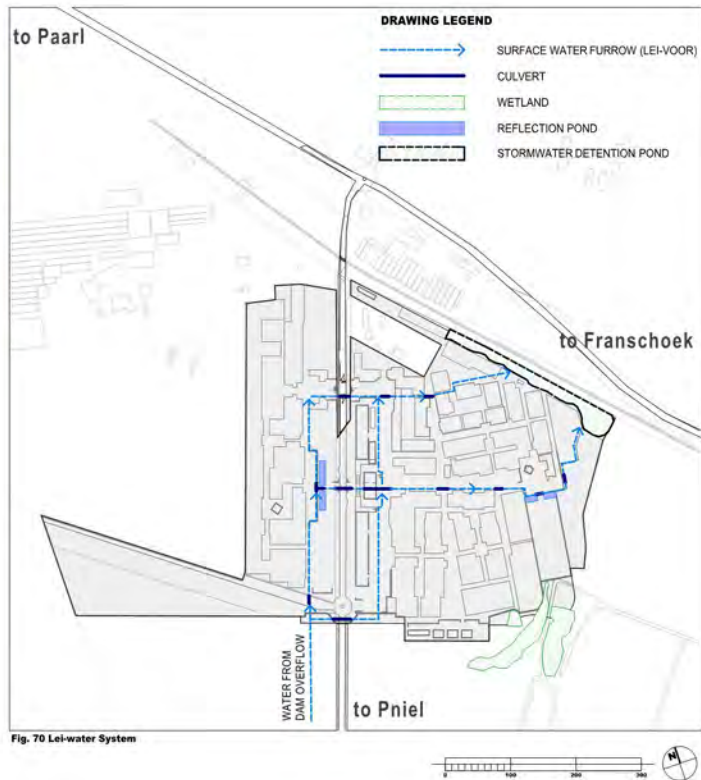 to Paarl
DRAWING LEGEND
SURFACE WATER FURROW (LEI-VOOR)
CULVERT
WETLAND
REFLECTION POND
STORMWATER DETENTION POND
to Franschoek
WATER FROM
DAM OVERFLOW
to Pniel
Fig. 70 Lei-water System
0 100 200 300
N